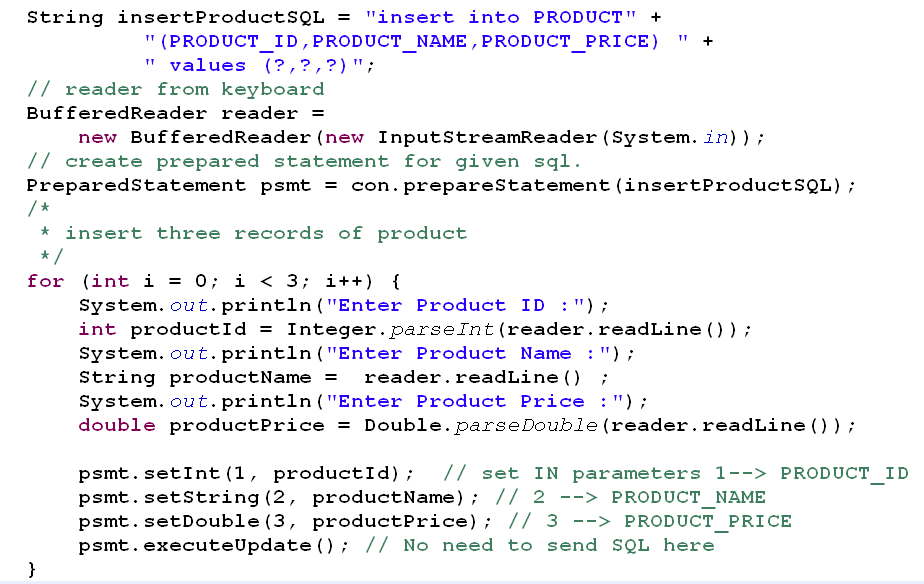 String insertProductSQL = "insert into PRODUCT" +
"(PRODUCT_ID,PRODUCT_NAME,PRODUCT_PRICE) " +
" values (?,?,?)";
// reader from keyboard
BufferedReader reader =
new BufferedReader(new InputStreamReader(System.in));
// create prepared statement for given sql.
PreparedStatement psmt = con.prepareStatement(insertProductSQL);
/*
* insert three records of product
*/
for (int i = 0; i < 3; i++) {
System.out.println("Enter Product ID :");
int productId = Integer.parseInt(reader.readLine());
System.out.println("Enter Product Name :");
String productName =  reader.readLine() ;
System.out.println("Enter Product Price :");
double productPrice = Double.parseDouble(reader.readLine());
psmt.setInt(1, productId);  // set IN parameters 1--> PRODUCT_ID
psmt.setString(2, productName); // 2 --> PRODUCT_NAME
psmt.setDouble(3, productPrice); // 3 --> PRODUCT_PRICE
psmt.executeUpdate(); // No need to send SQL here
}